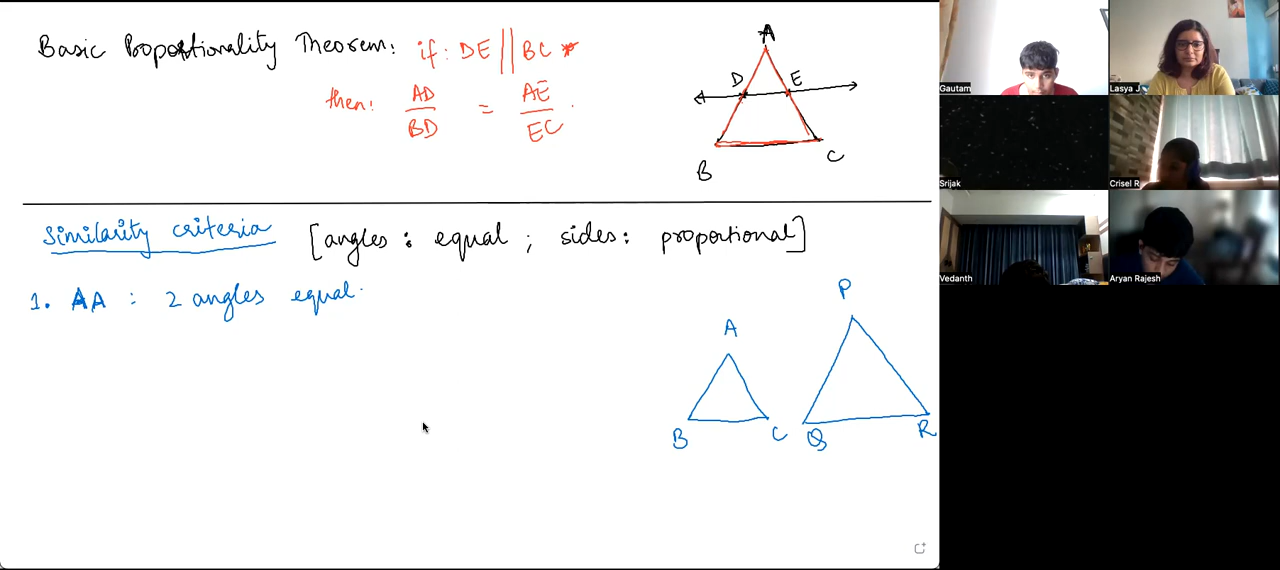 Basic Proportionality Theorem: if: DE || BC *
then: AD/BD = AE/EC.
A
D E
B C
Similarity criteria [angles: equal ; sides: proportional]
1. AA : 2 angles equal.
A
B C
P
Q R
Gautam
Lasya J
Srijak
Crisel R
Vedanth
Aryan Rajesh